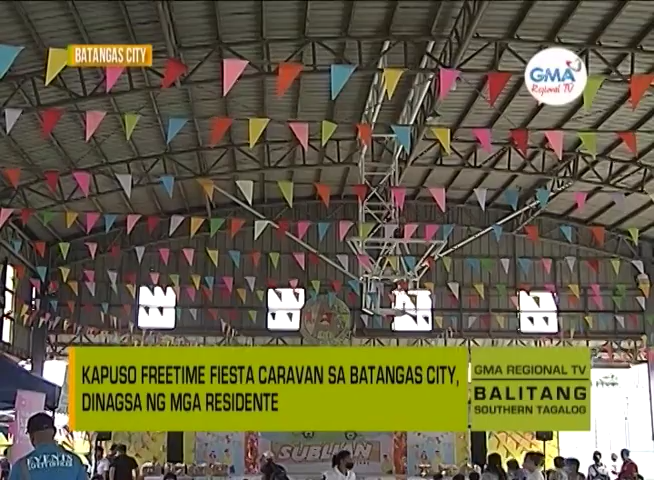 BATANGAS CITY
GMA
Regional TV
KAPUSO FREETIME FIESTA CARAVAN SA BATANGAS CITY,
DINAGSA NG MGA RESIDENTE
GMA REGIONAL TV
BALITANG
SOUTHERN TAGALOG
EVENTS
SUBLIAN